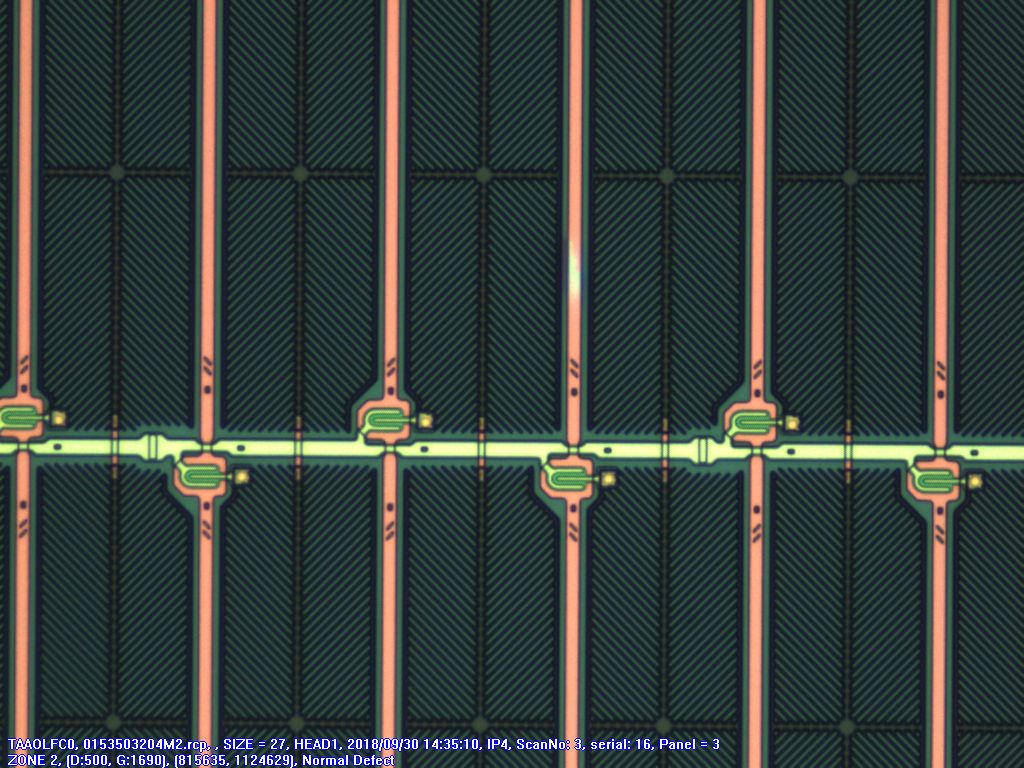 TAAOLFC0, 0153503204M2.rcp, , SIZE = 27, HEAD1, 2018/09/30 14:35:10, IP4, ScanNo: 3, serial: 16, Panel = 3
ZONE 2, (D:500, G:1690), (815635, 1124629), Normal Defect